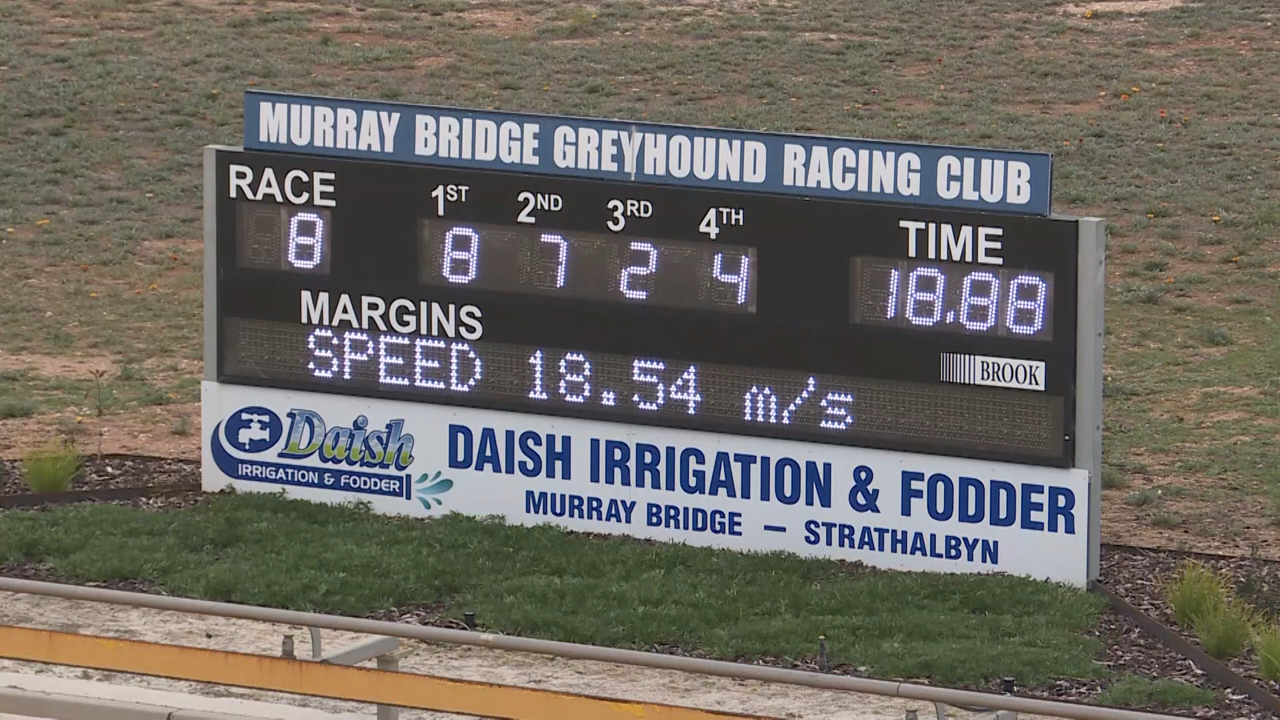 MURRAY BRIDGE GREYHOUND RACING CLUB
RACE 1ST 2ND 3RD 4TH TIME
8 8 7 2 4 18.88
MARGINS
BROOK
SPEED 18.54 m/s
Daish
IRRIGATION & FODDER
DAISH IRRIGATION & FODDER
MURRAY BRIDGE – STRATHALBYN